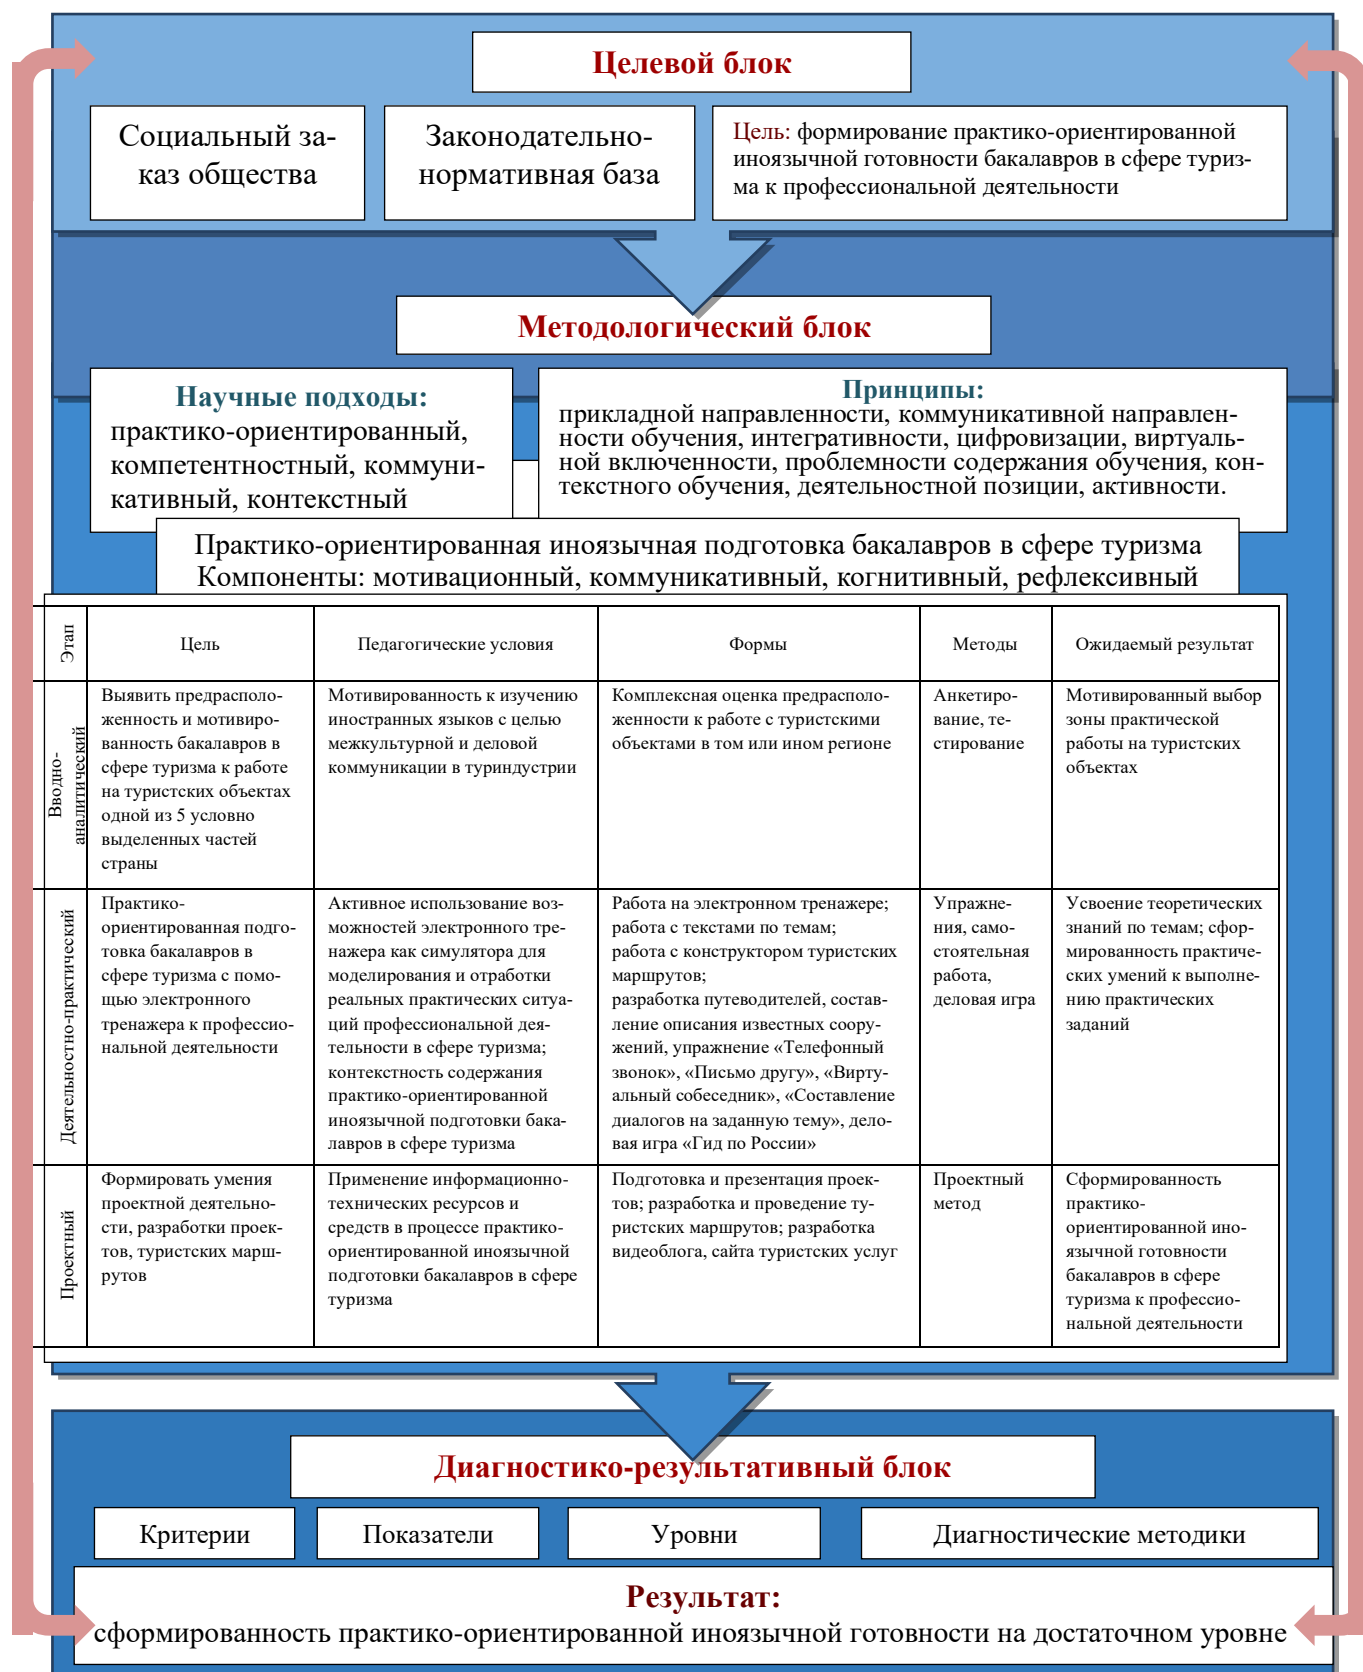 Целевой блок
Социальный за-
каз общества
Законодательно-
нормативная база
Цель: формирование практико-ориентированной
иноязычной готовности бакалавров в сфере туриз-
ма к профессиональной деятельности
Методологический блок
Научные подходы:
практико-ориентированный,
компетентностный, коммуни-
кативный, контекстный
Принципы:
прикладной направленности, коммуникативной направлен-
ности обучения, интегративности, цифровизации, виртуаль-
ной включенности, проблемности содержания обучения, кон-
текстного обучения, деятельностной позиции, активности.
Практико-ориентированная иноязычная подготовка бакалавров в сфере туризма
Компоненты: мотивационный, коммуникативный, когнитивный, рефлексивный
Этап
Цель
Педагогические условия
Формы
Методы
Ожидаемый результат
Вводно-
аналитический
Выявить предрасполо-
женность и мотивиро-
ванность бакалавров в
сфере туризма к работе
на туристских объектах
одной из 5 условно
выделенных частей
страны
Мотивированность к изучению
иностранных языков с целью
межкультурной и деловой
коммуникации в туриндустрии
Комплексная оценка предрасполо-
женности к работе с туристскими
объектами в том или ином регионе
Анкетиро-
вание, те-
стирование
Мотивированный выбор
зоны практической
работы на туристских
объектах
Деятельностно-практический
Практико-
ориентированная подго-
товка бакалавров в
сфере туризма с помо-
щью электронного
тренажера к профессио-
нальной деятельности
Активное использование воз-
можностей электронного тре-
нажера как симулятора для
моделирования и отработки
реальных практических ситуа-
ций профессиональной дея-
тельности в сфере туризма;
контекстность содержания
практико-ориентированной
иноязычной подготовки бака-
лавров в сфере туризма
Работа на электронном тренажере;
работа с текстами по темам;
работа с конструктором туристских
маршрутов;
разработка путеводителей, состав-
ление описания известных соору-
жений, упражнение «Телефонный
звонок», «Письмо другу», «Вирту-
альный собеседник», «Составление
диалогов на заданную тему», дело-
вая игра «Гид по России»
Упражне-
ния, само-
стоятельная
работа,
деловая игра
Усвоение теоретических
знаний по темам; сфор-
мированность практиче-
ских умений к выполне-
нию практических
заданий
Проектный
Формировать умения
проектной деятельно-
сти, разработки проек-
тов, туристских марш-
рутов
Применение информационно-
технических ресурсов и
средств в процессе практико-
ориентированной иноязычной
подготовки бакалавров в сфере
туризма
Подготовка и презентация проек-
тов; разработка и проведение ту-
ристских маршрутов; разработка
видеоблога, сайта туристских услуг
Проектный
метод
Сформированность
практико-
ориентированной ино-
язычной готовности
бакалавров в сфере
туризма к профессио-
нальной деятельности
Диагностико-результативный блок
Критерии
Показатели
Уровни
Диагностические методики
Результат:
сформированность практико-ориентированной иноязычной готовности на достаточном уровне